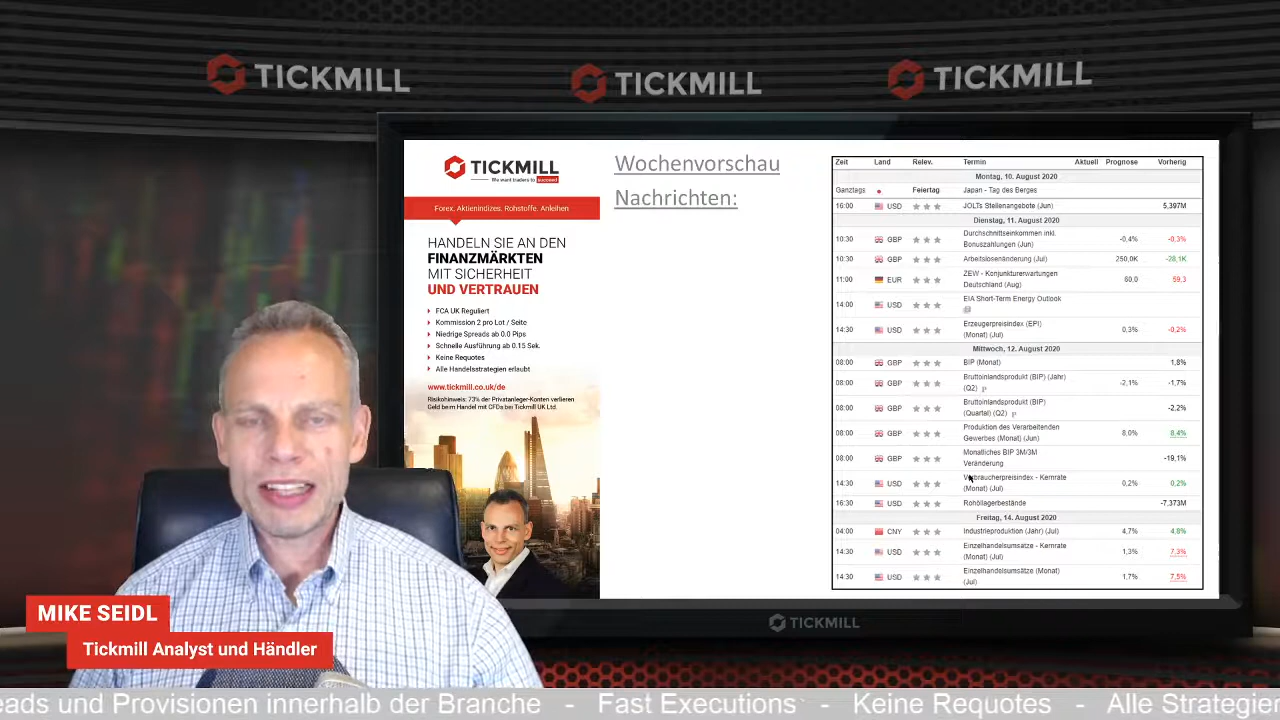 TICKMILL
TICKMILL
TICKMILL
TICKMILL
We want traders to succeed
Forex. Aktienindizes. Rohstoffe. Anleihen
HANDELN SIE AN DEN
FINANZMÄRKTEN
MIT SICHERHEIT
UND VERTRAUEN
FCA UK Reguliert
Kommission 2 pro Lot / Seite
Niedrige Spreads ab 0.0 Pips
Schnelle Ausführung ab 0.15 Sek.
Keine Requotes
Alle Handelsstrategien erlaubt
www.tickmill.co.uk/de
Risikohinweis: 73% der Privatanleger-Konten verlieren
Geld beim Handel mit CFDs bei Tickmill UK Ltd.
Wochenvorschau
Nachrichten:
Zeit Land Relev. Termin Aktuell Prognose Vorherig
Montag, 10. August 2020
Ganztags Feiertag Japan - Tag des Berges
16:00 USD JOLTs Stellenangebote (Jun) 5,397M
Dienstag, 11. August 2020
10:30 GBP Durchschnittseinkommen inkl. Bonuszahlungen (Jun) -0,4% -0,3%
10:30 GBP Arbeitslosenänderung (Jul) 250,0K -28,1K
11:00 EUR ZEW - Konjunkturerwartungen Deutschland (Aug) 60,0 59,3
14:00 USD EIA Short-Term Energy Outlook
14:30 USD Erzeugerpreisindex (EPI) (Monat) (Jul) 0,3% -0,2%
Mittwoch, 12. August 2020
08:00 GBP BIP (Monat) 1,8%
08:00 GBP Bruttoinlandsprodukt (BIP) (Jahr) (Q2) P -2,1% -1,7%
08:00 GBP Bruttoinlandsprodukt (BIP) (Quartal) (Q2) P -2,2%
08:00 GBP Produktion des Verarbeitenden Gewerbes (Monat) (Jun) 8,0% 8,4%
08:00 GBP Monatliches BIP 3M/3M Veränderung -19,1%
14:30 USD Verbraucherpreisindex - Kernrate (Monat) (Jul) 0,2% 0,2%
16:30 USD Rohöllagerbestände -7,373M
Freitag, 14. August 2020
04:00 CNY Industrieproduktion (Jahr) (Jul) 4,7% 4,8%
14:30 USD Einzelhandelsumsätze - Kernrate (Monat) (Jul) 1,3% 7,3%
14:30 USD Einzelhandelsumsätze (Monat) (Jul) 1,7% 7,5%
TICKMILL
MIKE SEIDL
Tickmill Analyst und Händler
eads und Provisionen innerhalb der Branche - Fast Executions - Keine Requotes - Alle Strategier